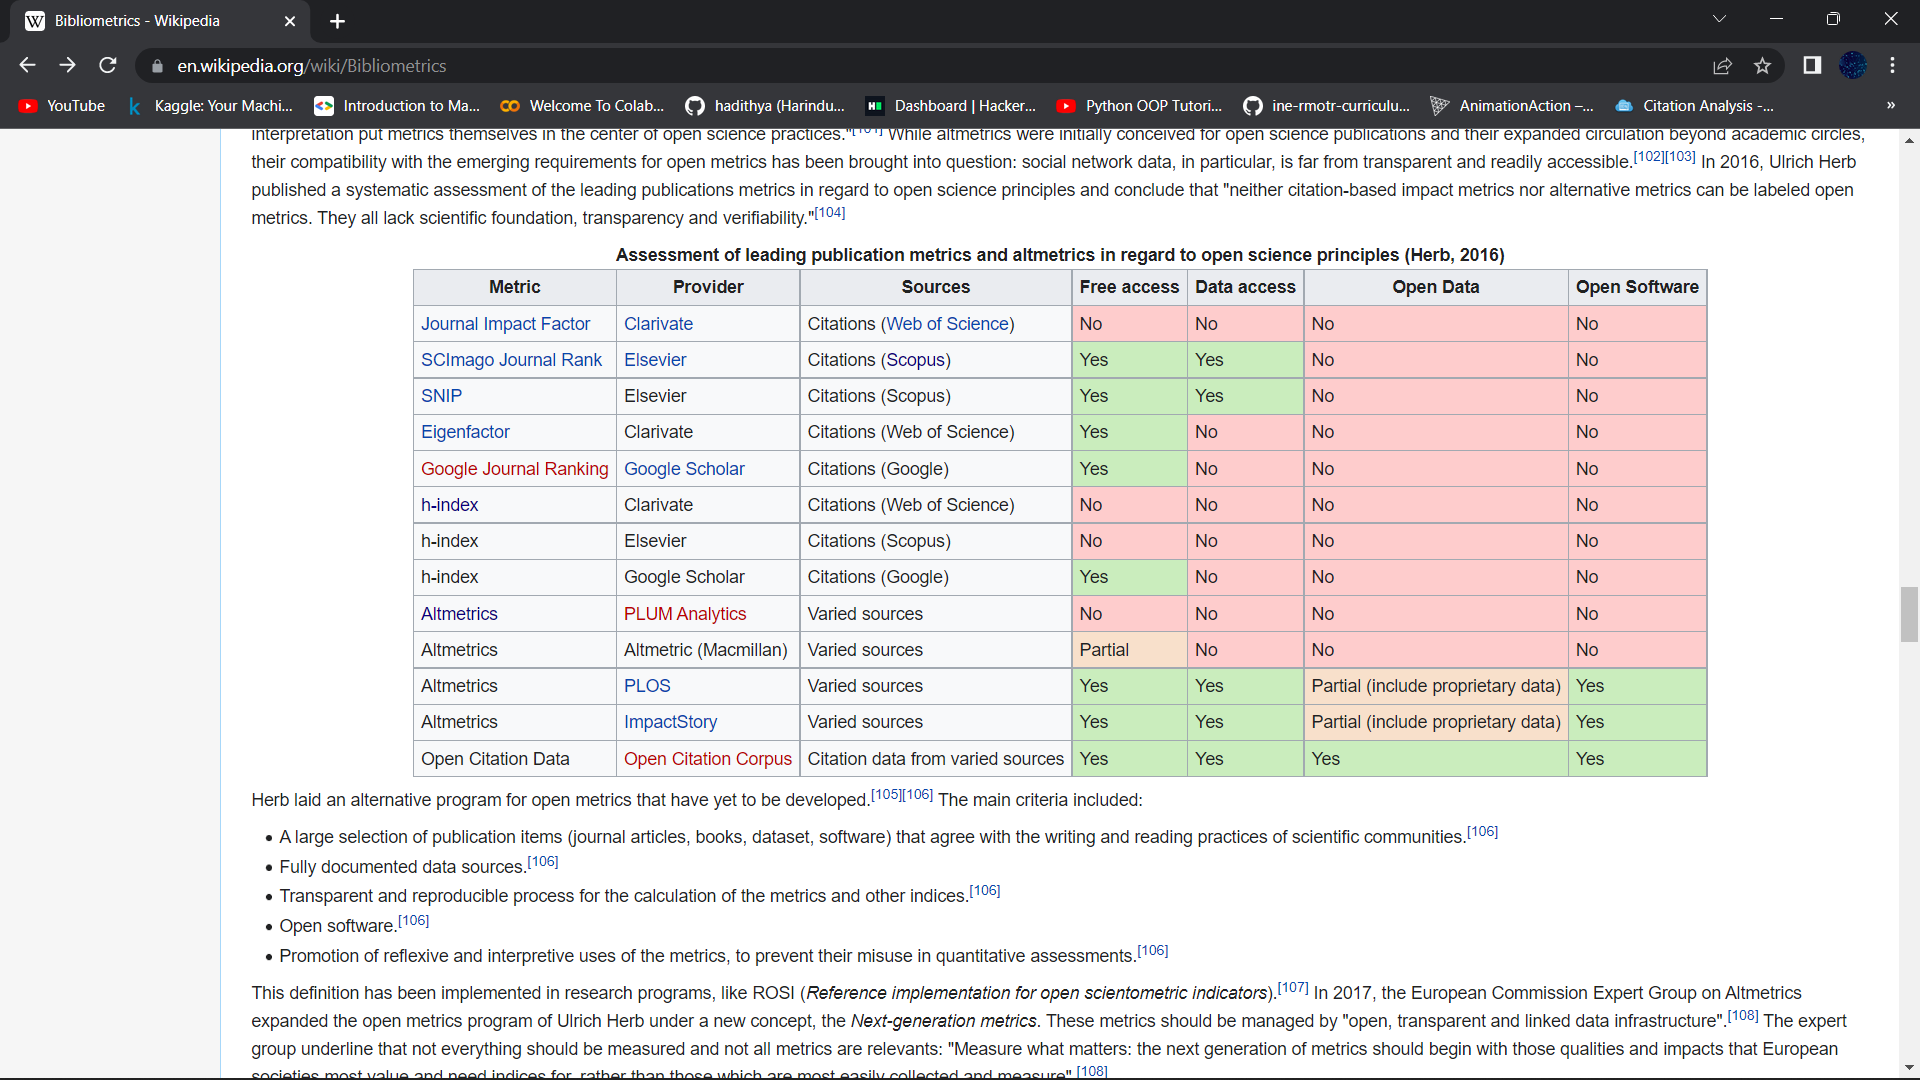 Bibliometrics - Wikipedia
en.wikipedia.org/wiki/Bibliometrics
YouTube Kaggle: Your Machi... Introduction to Ma... Welcome To Colab... hadithya (Harindu... Dashboard | Hacker... Python OOP Tutori... ine-rmotr-curriculu... AnimationAction –... Citation Analysis -... »
interpretation put metrics themselves in the center of open science practices."[101] While altmetrics were initially conceived for open science publications and their expanded circulation beyond academic circles,
their compatibility with the emerging requirements for open metrics has been brought into question: social network data, in particular, is far from transparent and readily accessible.[102][103] In 2016, Ulrich Herb
published a systematic assessment of the leading publications metrics in regard to open science principles and conclude that "neither citation-based impact metrics nor alternative metrics can be labeled open
metrics. They all lack scientific foundation, transparency and verifiability."[104]
Assessment of leading publication metrics and altmetrics in regard to open science principles (Herb, 2016)
Metric Provider Sources Free access Data access Open Data Open Software
Journal Impact Factor Clarivate Citations (Web of Science) No No No No
SCImago Journal Rank Elsevier Citations (Scopus) Yes Yes No No
SNIP Elsevier Citations (Scopus) Yes Yes No No
Eigenfactor Clarivate Citations (Web of Science) Yes No No No
Google Journal Ranking Google Scholar Citations (Google) Yes No No No
h-index Clarivate Citations (Web of Science) No No No No
h-index Elsevier Citations (Scopus) No No No No
h-index Google Scholar Citations (Google) Yes No No No
Altmetrics PLUM Analytics Varied sources No No No No
Altmetrics Altmetric (Macmillan) Varied sources Partial No No No
Altmetrics PLOS Varied sources Yes Yes Partial (include proprietary data) Yes
Altmetrics ImpactStory Varied sources Yes Yes Partial (include proprietary data) Yes
Open Citation Data Open Citation Corpus Citation data from varied sources Yes Yes Yes Yes
Herb laid an alternative program for open metrics that have yet to be developed.[105][106] The main criteria included:
• A large selection of publication items (journal articles, books, dataset, software) that agree with the writing and reading practices of scientific communities.[106]
• Fully documented data sources.[106]
• Transparent and reproducible process for the calculation of the metrics and other indices.[106]
• Open software.[106]
• Promotion of reflexive and interpretive uses of the metrics, to prevent their misuse in quantitative assessments.[106]
This definition has been implemented in research programs, like ROSI (Reference implementation for open scientometric indicators).[107] In 2017, the European Commission Expert Group on Altmetrics
expanded the open metrics program of Ulrich Herb under a new concept, the Next-generation metrics. These metrics should be managed by "open, transparent and linked data infrastructure".[108] The expert
group underline that not everything should be measured and not all metrics are relevants: "Measure what matters: the next generation of metrics should begin with those qualities and impacts that European
societies most value and need indices for, rather than those which are most easily collected and measure".[108]